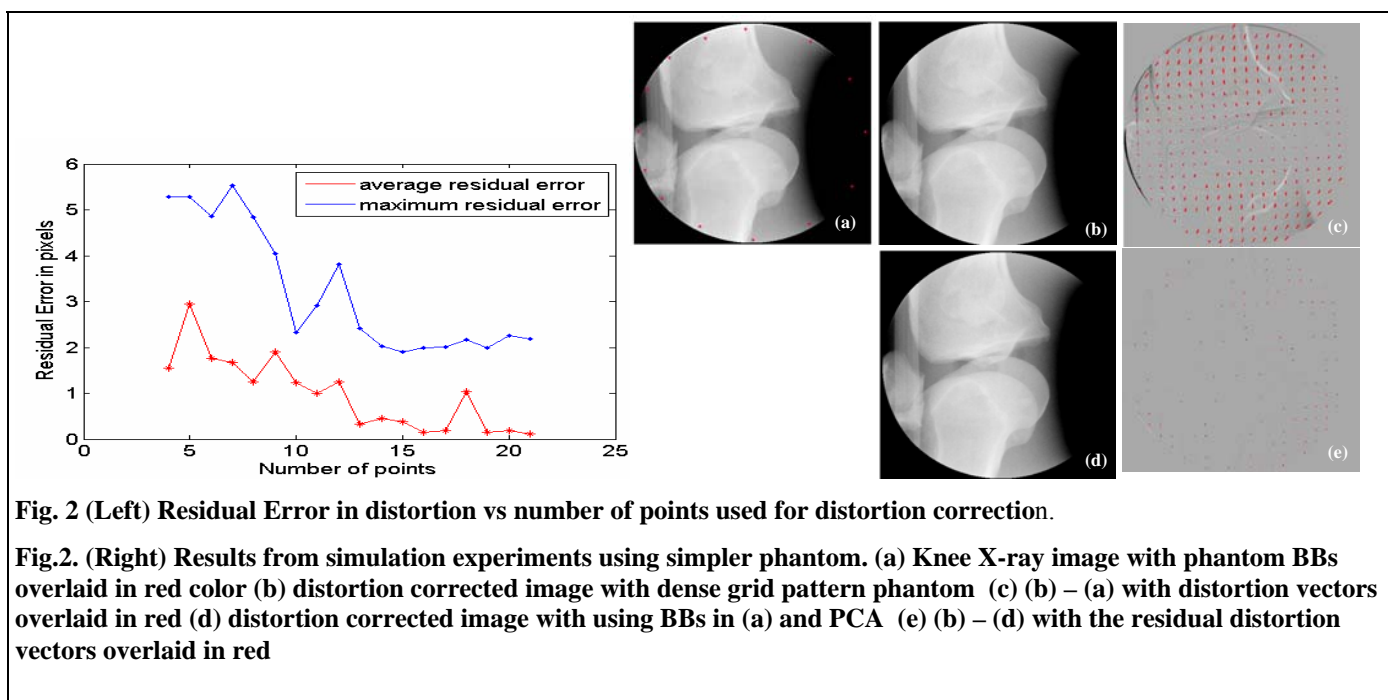 6
5
4
3
2
1
0
0 5 10 15 20 25
Residual Error in pixels
Number of points
average residual error
maximum residual error
(a)
(b)
(c)
(d)
(e)
Fig. 2 (Left) Residual Error in distortion vs number of points used for distortion correction.
Fig.2. (Right) Results from simulation experiments using simpler phantom. (a) Knee X-ray image with phantom BBs
overlaid in red color (b) distortion corrected image with dense grid pattern phantom (c) (b) – (a) with distortion vectors
overlaid in red (d) distortion corrected image with using BBs in (a) and PCA (e) (b) – (d) with the residual distortion
vectors overlaid in red